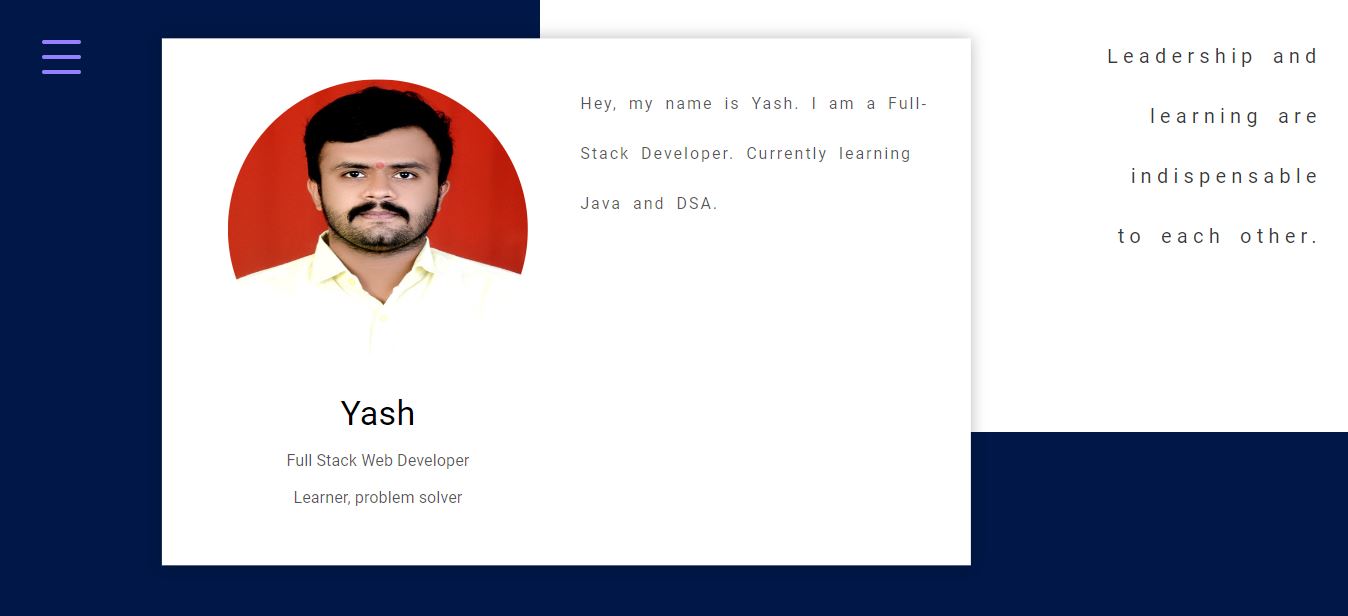 Hey, my name is Yash. I am a Full-
Stack Developer. Currently learning
Java and DSA.
Yash
Full Stack Web Developer
Learner, problem solver
Leadership and
learning are
indispensable
to each other.